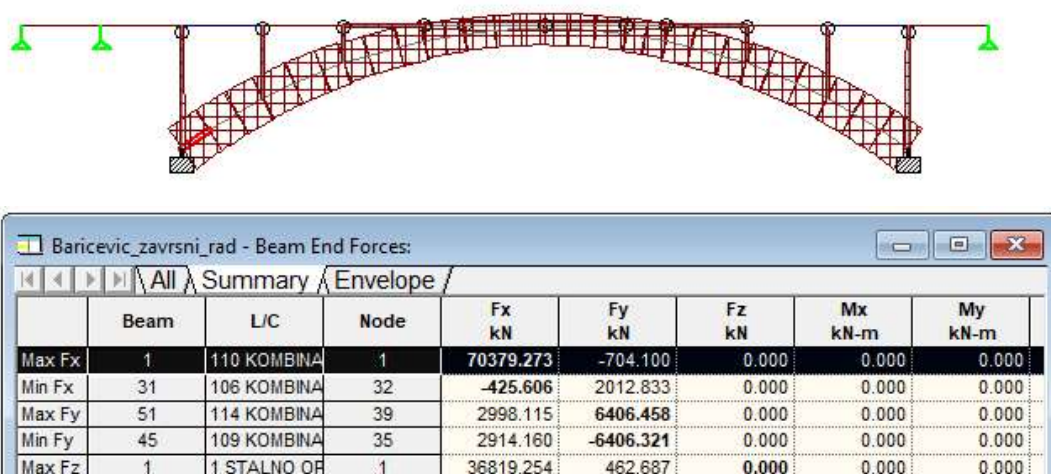 Baricevic_zavrsni_rad - Beam End Forces:
All Summary Envelope
Beam L/C Node Fx kN Fy kN Fz kN Mx kN-m My kN-m
Max Fx 1 110 KOMBINA 1 70379.273 -704.100 0.000 0.000 0.000
Min Fx 31 106 KOMBINA 32 -425.606 2012.833 0.000 0.000 0.000
Max Fy 51 114 KOMBINA 39 2998.115 6406.458 0.000 0.000 0.000
Min Fy 45 109 KOMBINA 35 2914.160 -6406.321 0.000 0.000 0.000
Max Fz 1 1 STALNO OP 1 36819.254 462.687 0.000 0.000 0.000